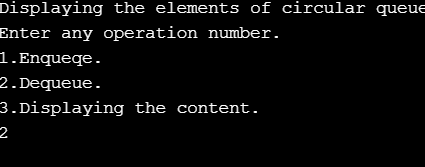 Displaying the elements of circular queue
Enter any operation number.
1.Enqueqe.
2.Dequeue.
3.Displaying the content.
2